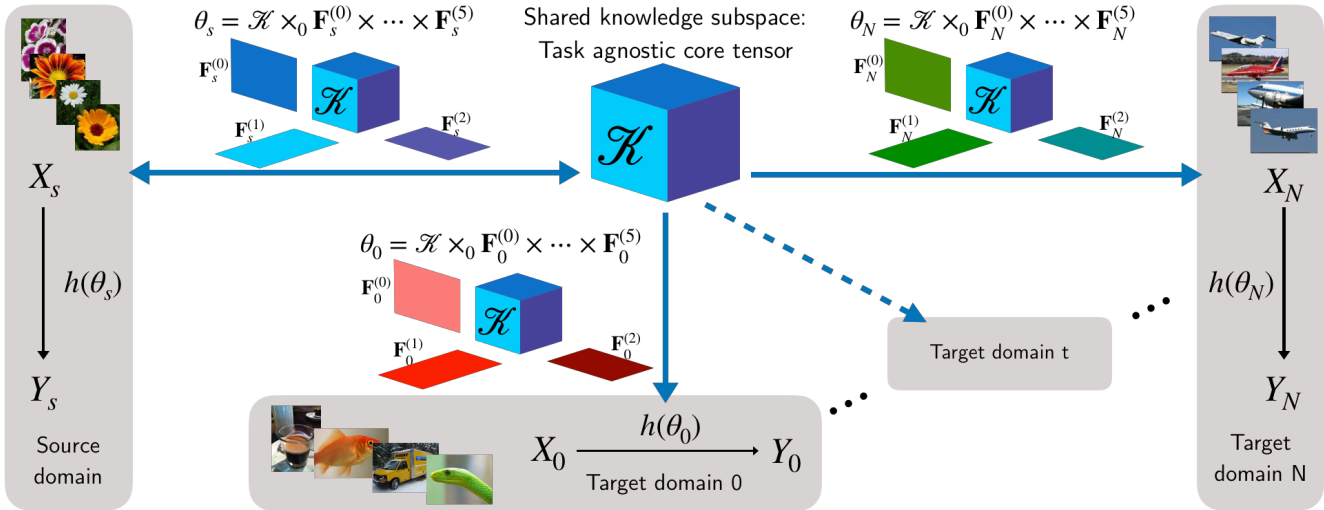 θ_s = 𝒦 ×₀ F_s^(0) × ⋯ × F_s^(5)
Shared knowledge subspace:
Task agnostic core tensor
θ_N = 𝒦 ×₀ F_N^(0) × ⋯ × F_N^(5)
F_s^(0)
𝒦
F_s^(1)
F_s^(2)
𝒦
F_N^(0)
𝒦
F_N^(1)
F_N^(2)
X_s
h(θ_s)
Y_s
Source
domain
θ_0 = 𝒦 ×₀ F_0^(0) × ⋯ × F_0^(5)
F_0^(0)
𝒦
F_0^(1)
F_0^(2)
X_0
h(θ_0)
Y_0
Target domain 0
Target domain t
X_N
h(θ_N)
Y_N
Target
domain N